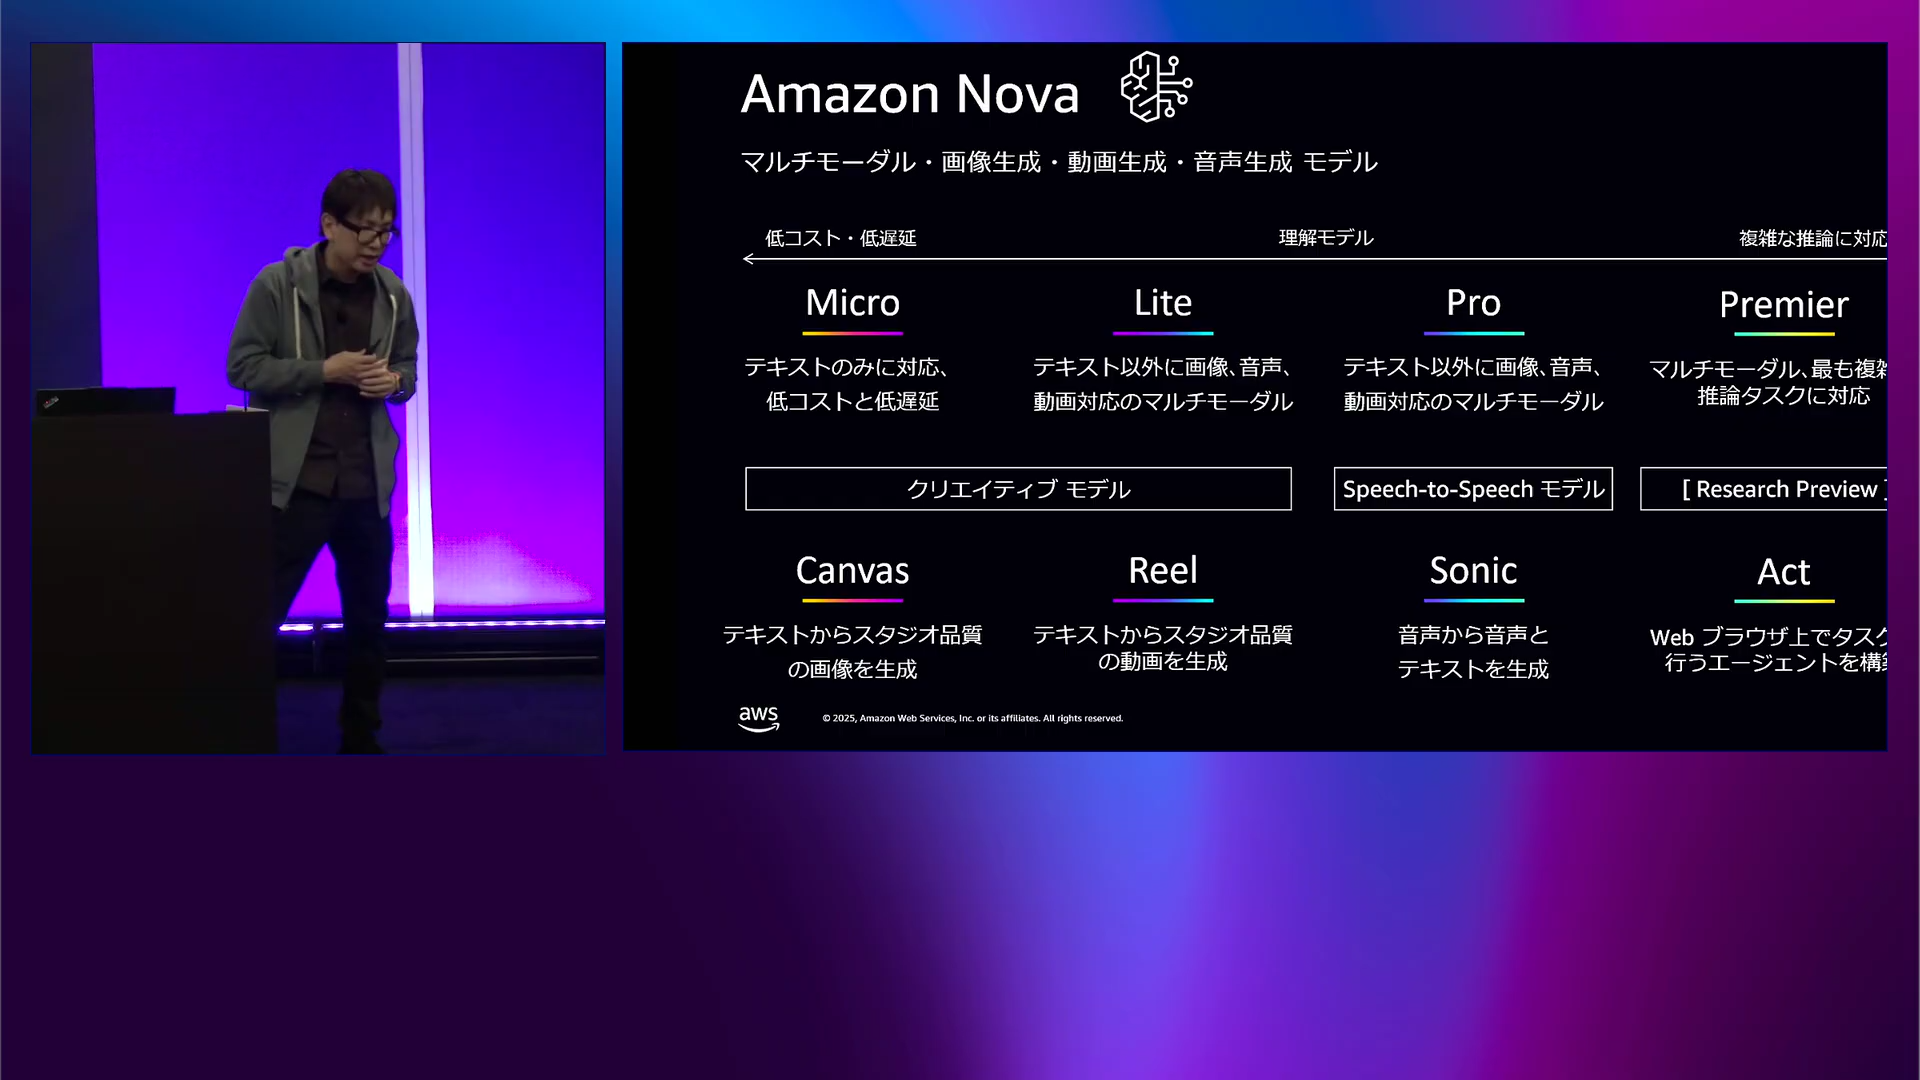 Amazon Nova
マルチモーダル・画像生成・動画生成・音声生成 モデル
低コスト・低遅延
理解モデル
複雑な推論に対応
Micro
テキストのみに対応、
低コストと低遅延
Lite
テキスト以外に画像、音声、
動画対応のマルチモーダル
Pro
テキスト以外に画像、音声、
動画対応のマルチモーダル
Premier
マルチモーダル、最も複雑
推論タスクに対応
クリエイティブ モデル
Speech-to-Speech モデル
[ Research Preview ]
Canvas
テキストからスタジオ品質
の画像を生成
Reel
テキストからスタジオ品質
の動画を生成
Sonic
音声から音声と
テキストを生成
Act
Web ブラウザ上でタスク
行うエージェントを構築
aws
© 2025, Amazon Web Services, Inc. or its affiliates. All rights reserved.